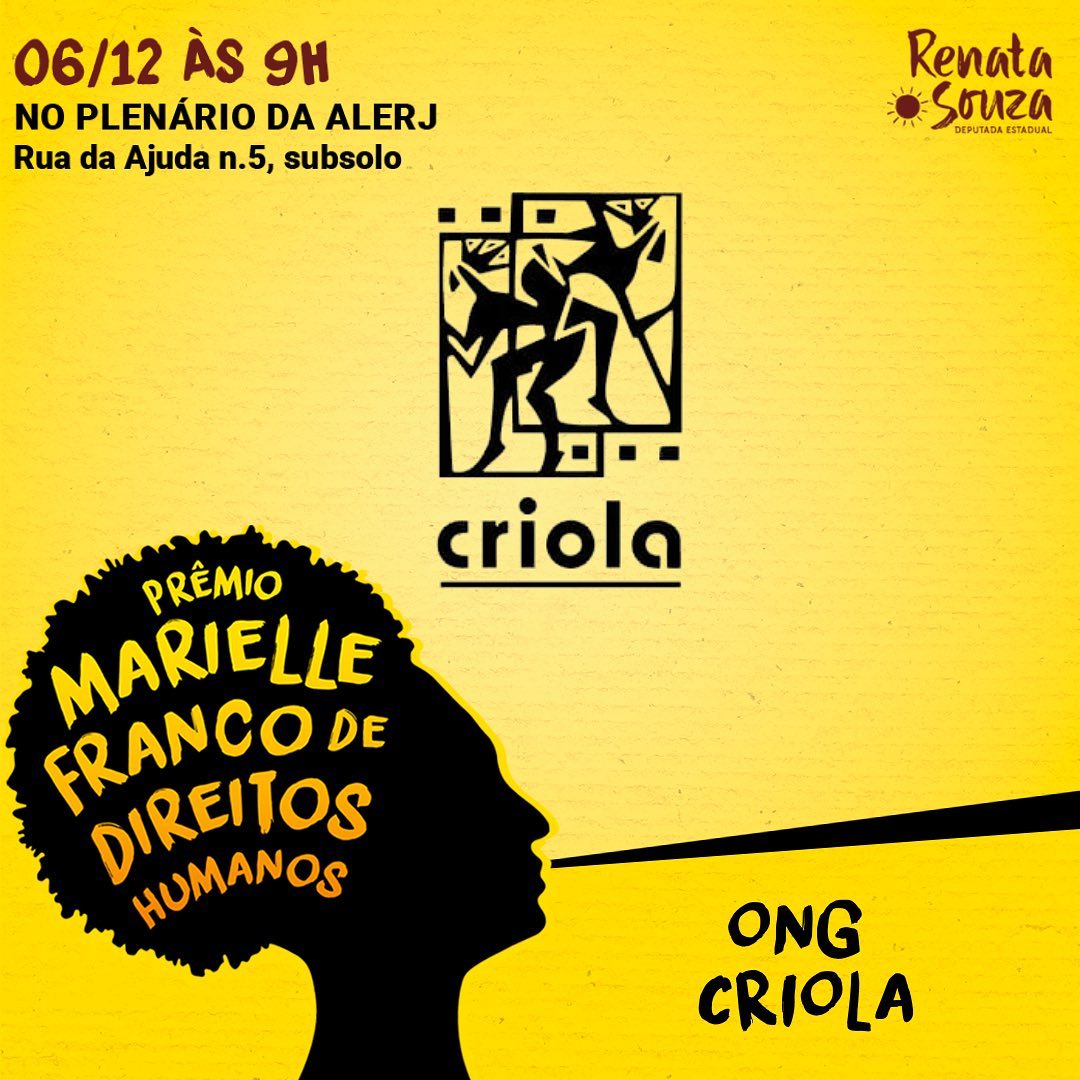 06/12 ÀS 9H
NO PLENÁRIO DA ALERJ
Rua da Ajuda n.5, subsolo
Renata
Souza
DEPUTADA ESTADUAL
criola
PRÊMIO
MARIELLE
FRANCO DE
DIREITOS
HUMANOS
ONG
CRIOLA